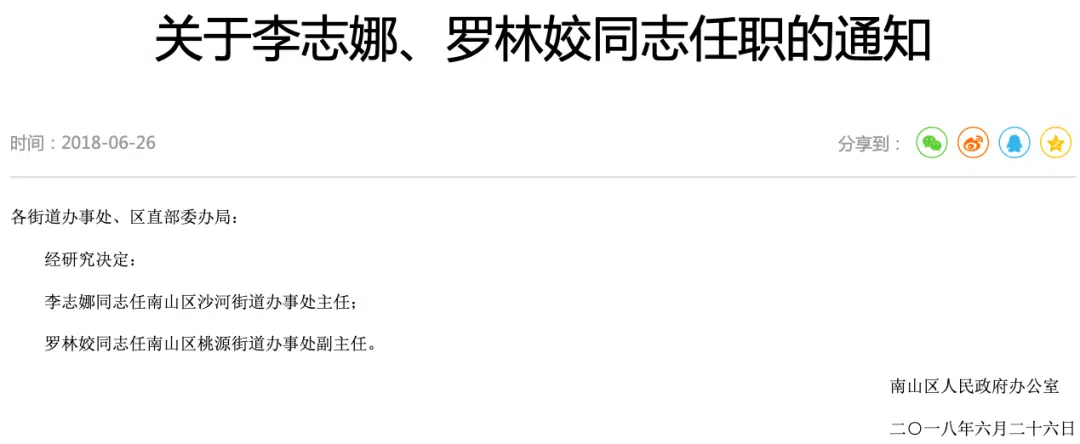 关于李志娜、罗林姣同志任职的通知
时间：2018-06-26
分享到：
各街道办事处、区直部委办局：
经研究决定：
李志娜同志任南山区沙河街道办事处主任；
罗林姣同志任南山区桃源街道办事处副主任。
南山区人民政府办公室
二〇一八年六月二十六日